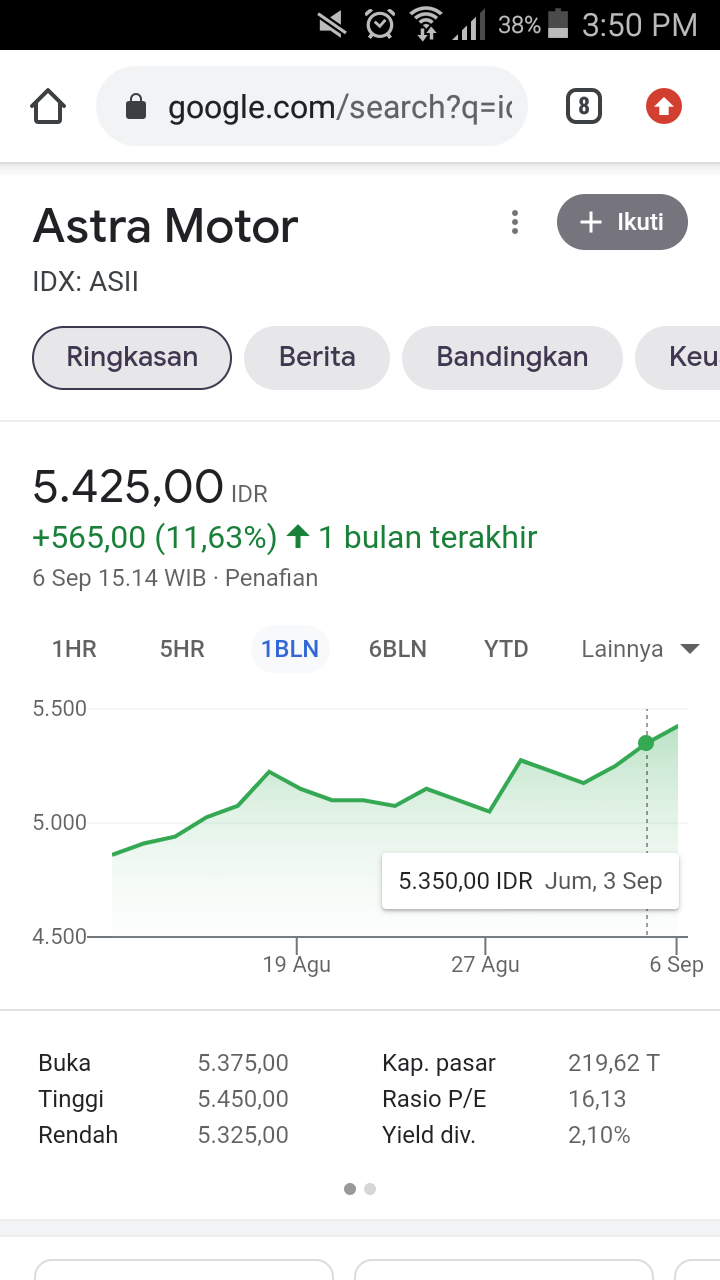 38% 3:50 PM
google.com/search?q=i
8
Astra Motor
+ Ikuti
IDX: ASII
Ringkasan Berita Bandingkan Keu
5.425,00 IDR
+565,00 (11,63%) ↑ 1 bulan terakhir
6 Sep 15.14 WIB · Penafian
1HR 5HR 1BLN 6BLN YTD Lainnya
5.500
5.000
5.350,00 IDR Jum, 3 Sep
4.500
19 Agu 27 Agu 6 Sep
Buka 5.375,00 Kap. pasar 219,62 T
Tinggi 5.450,00 Rasio P/E 16,13
Rendah 5.325,00 Yield div. 2,10%